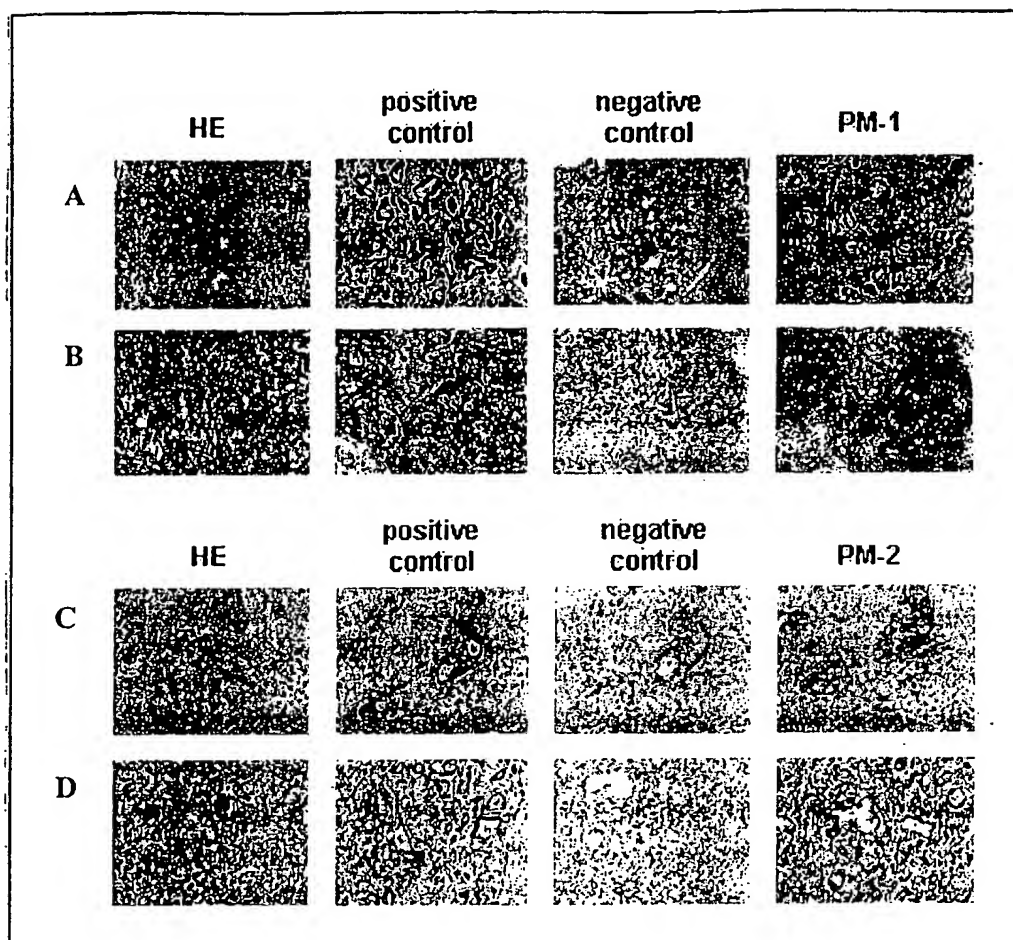 HE positive control negative control PM-1
A
B
HE positive control negative control PM-2
C
D